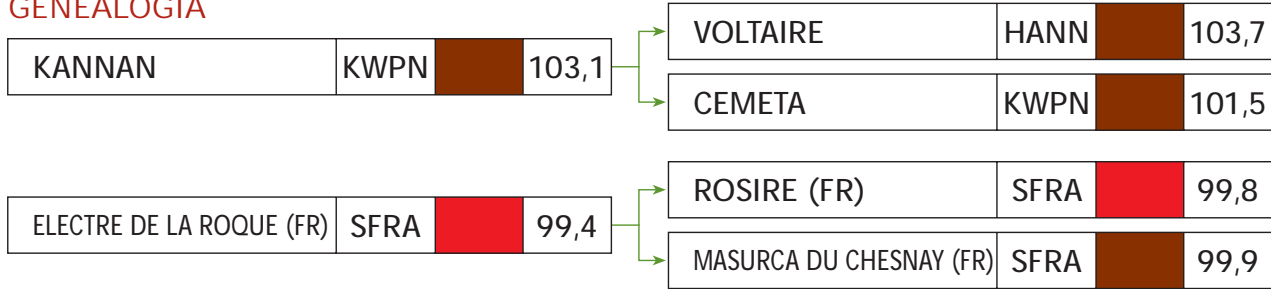 GENEALOGÍA
KANNAN KWPN 103,1
VOLTAIRE HANN 103,7
CEMETA KWPN 101,5
ELECTRE DE LA ROQUE (FR) SFRA 99,4
ROSIRE (FR) SFRA 99,8
MASURCA DU CHESNAY (FR) SFRA 99,9